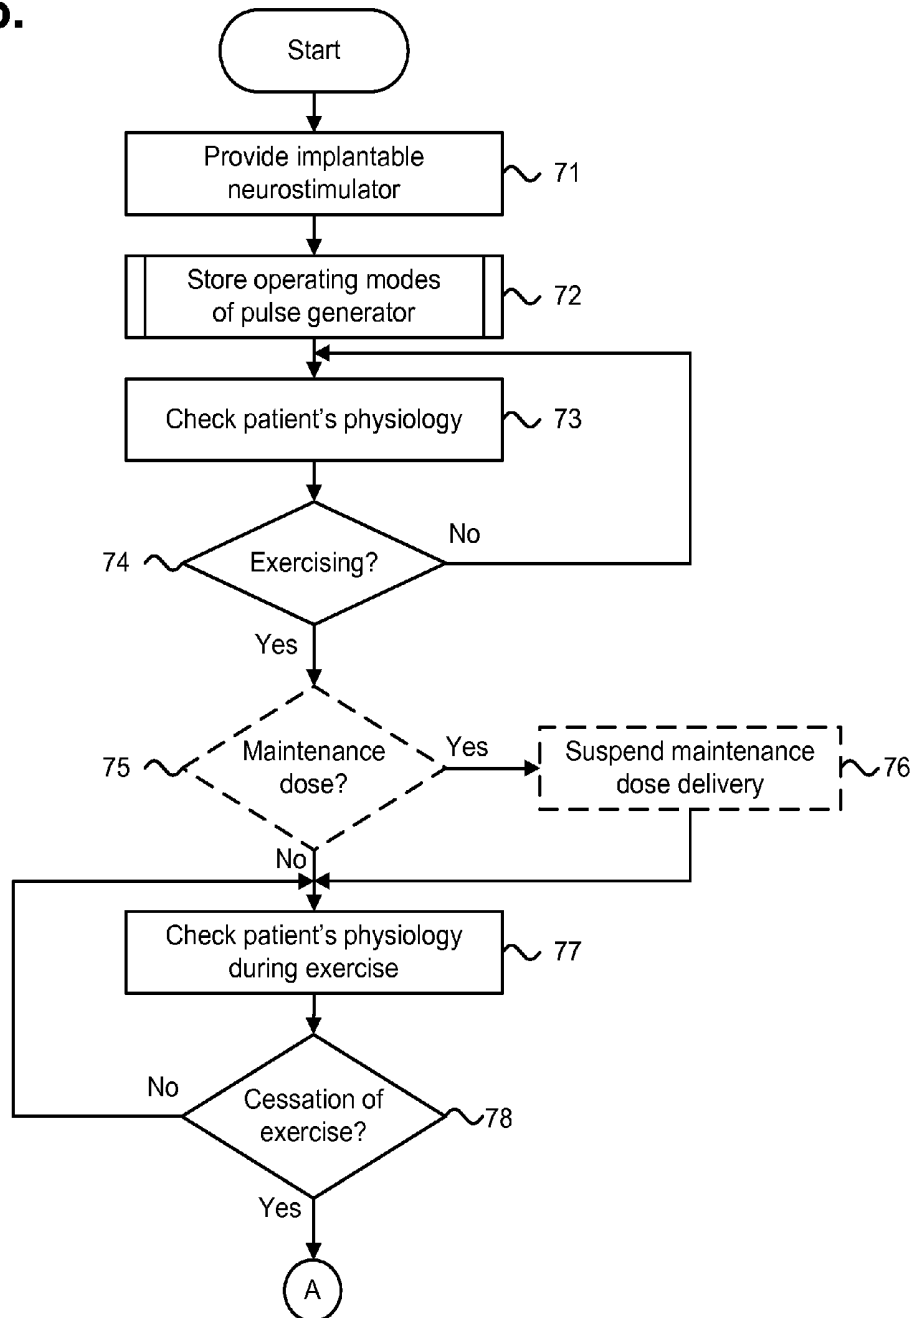 Start
Provide implantable
neurostimulator
71
Store operating modes
of pulse generator
72
Check patient's physiology
73
74
Exercising?
No
Yes
75
Maintenance
dose?
Yes
Suspend maintenance
dose delivery
76
No
Check patient's physiology
during exercise
77
No
Cessation of
exercise?
78
Yes
A